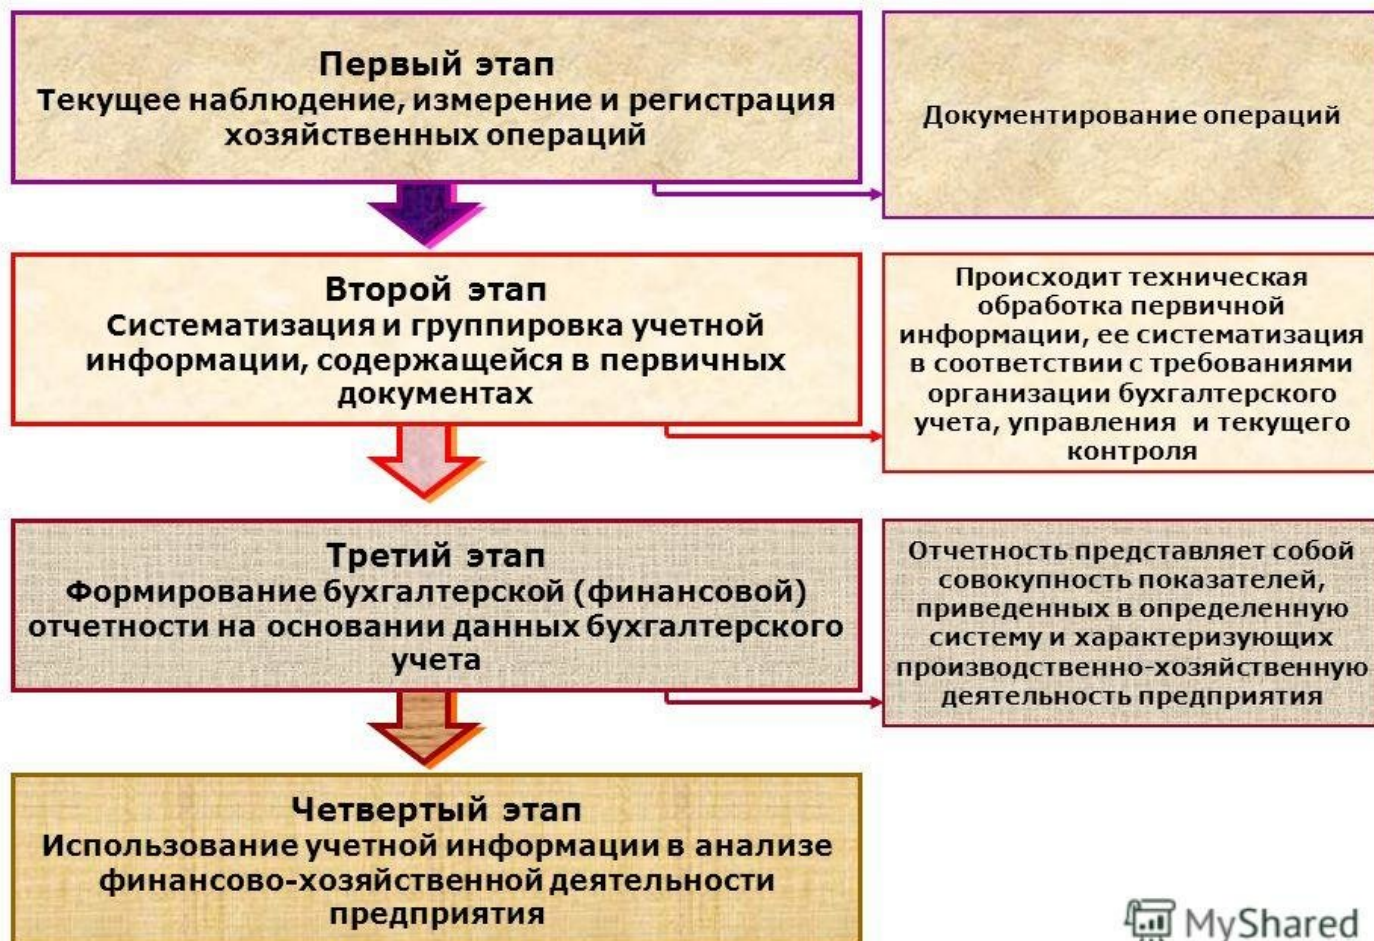 Первый этап
Текущее наблюдение, измерение и регистрация
хозяйственных операций
Документирование операций
Второй этап
Систематизация и группировка учетной
информации, содержащейся в первичных
документах
Происходит техническая
обработка первичной
информации, ее систематизация
в соответствии с требованиями
организации бухгалтерского
учета, управления и текущего
контроля
Третий этап
Формирование бухгалтерской (финансовой)
отчетности на основании данных бухгалтерского
учета
Отчетность представляет собой
совокупность показателей,
приведенных в определенную
систему и характеризующих
производственно-хозяйственную
деятельность предприятия
Четвертый этап
Использование учетной информации в анализе
финансово-хозяйственной деятельности
предприятия
MyShared